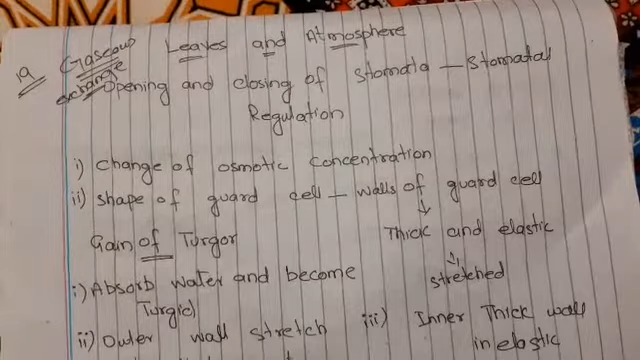 19 Gaseous exchange Leaves and Atmosphere
Opening and closing of stomata – Stomatal
Regulation
i) change of osmotic concentration
ii) shape of guard cell – walls of guard cell
↓
Gain of Turgor Thick and elastic
↓
i) Absorb water and become stretched
Turgid
ii) Outer wall stretch iii) Inner Thick wall
inelastic